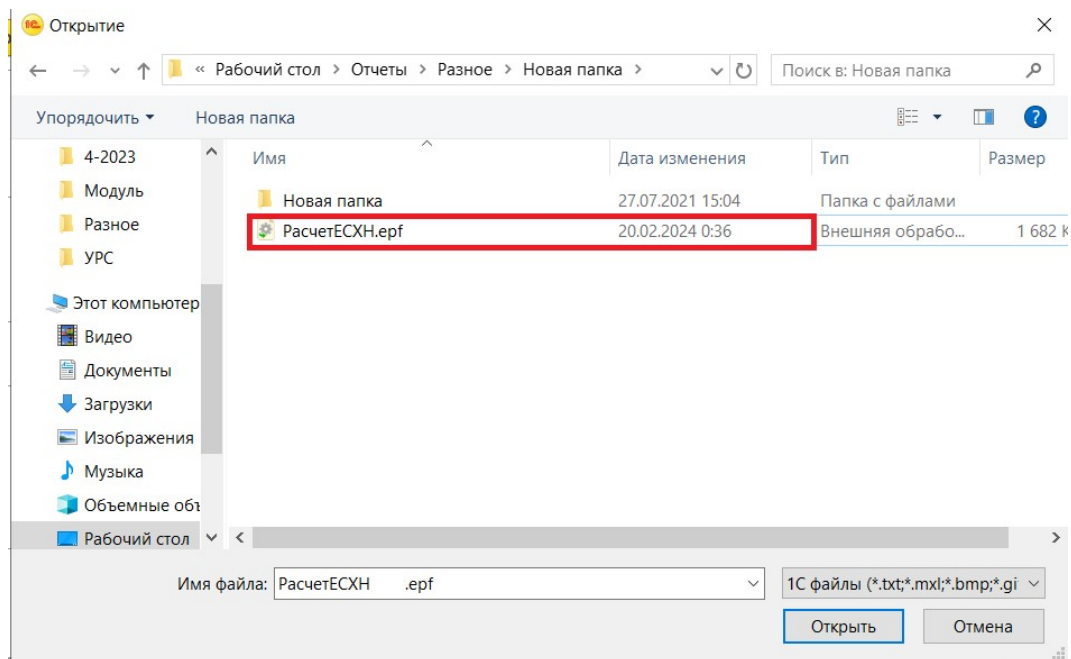 1С Открытие
« Рабочий стол > Отчеты > Разное > Новая папка > Поиск в: Новая папка
Упорядочить Новая папка ?
Имя Дата изменения Тип Размер
4-2023
Модуль
Разное
УРС
Этот компьютер
Видео
Документы
Загрузки
Изображения
Музыка
Объемные объ
Рабочий стол
Новая папка 27.07.2021 15:04 Папка с файлами
РасчетЕСХН.epf 20.02.2024 0:36 Внешняя обрабо... 1 682 К
Имя файла: РасчетЕСХН .epf 1С файлы (*.txt;*.mxl;*.bmp;*.gi
Открыть Отмена